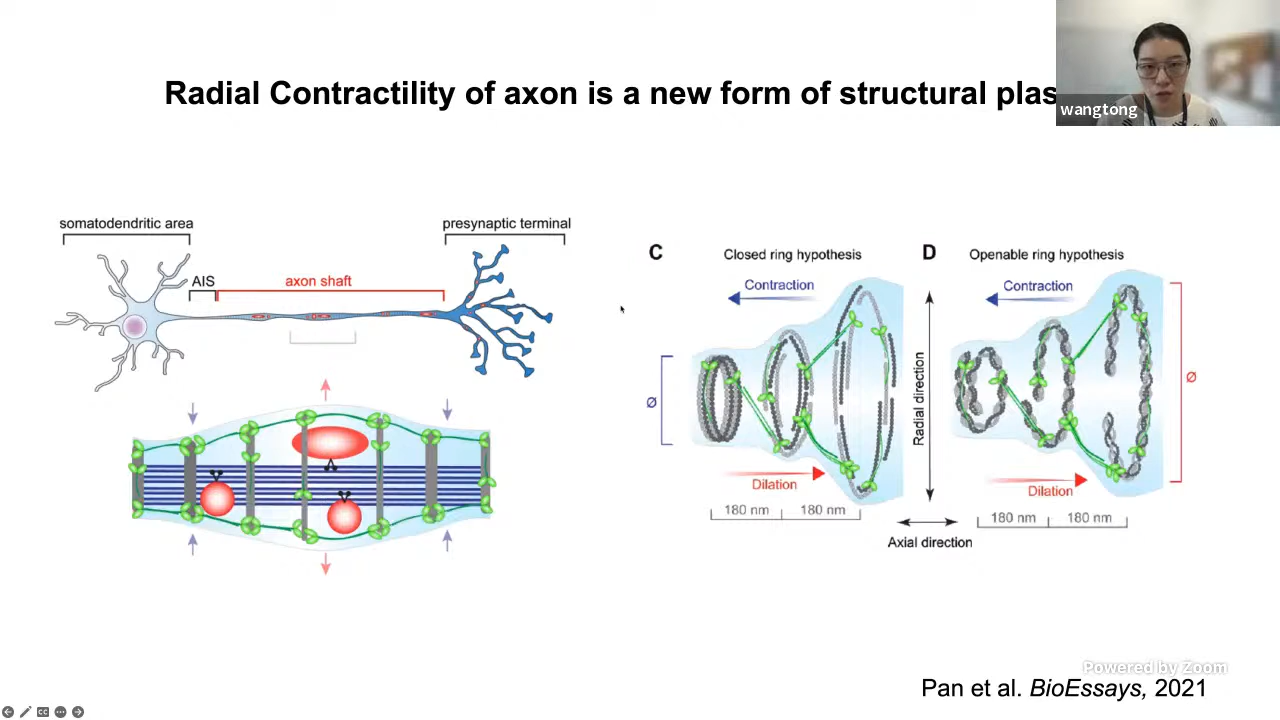 Radial Contractility of axon is a new form of structural plas
wangtong
somatodendritic area
presynaptic terminal
AIS
axon shaft
C
Closed ring hypothesis
D
Openable ring hypothesis
Contraction
Contraction
Ø
Radial direction
Ø
Dilation
Dilation
180 nm
180 nm
180 nm
180 nm
Axial direction
Powered by Zoom
Pan et al. BioEssays, 2021